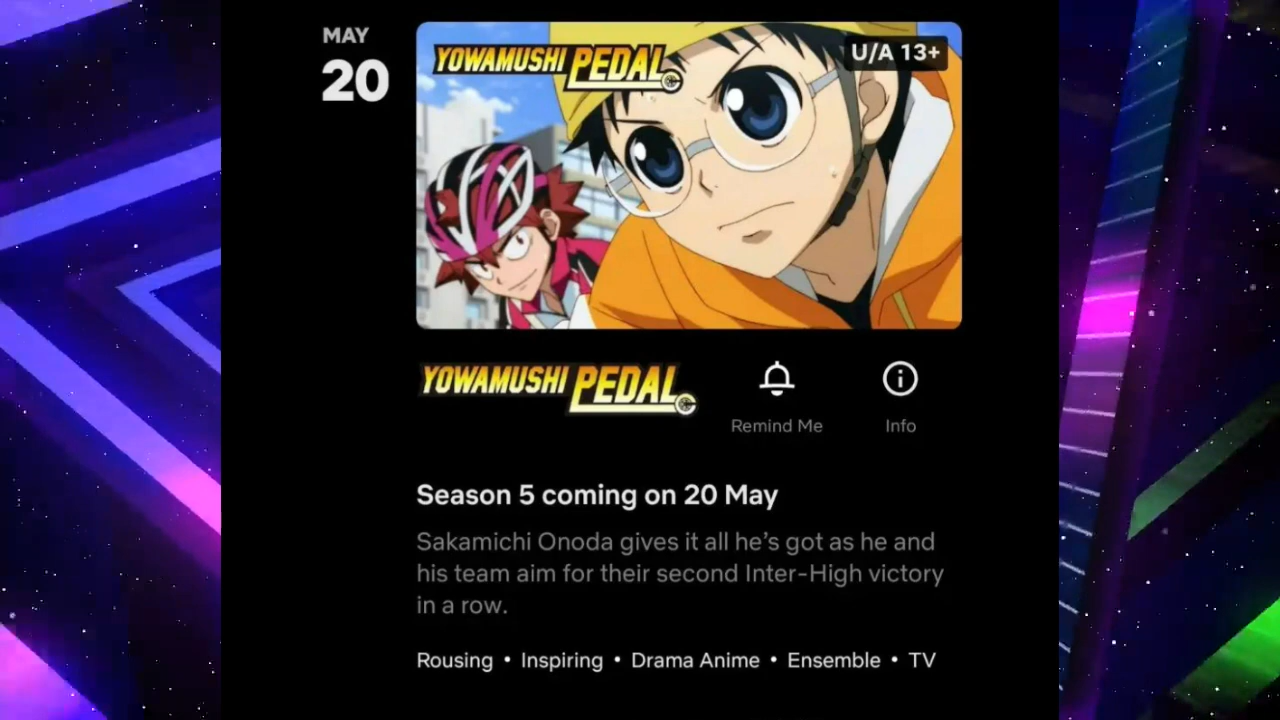 MAY
20
YOWAMUSHI PEDAL
U/A 13+
YOWAMUSHI PEDAL
Remind Me
Info
Season 5 coming on 20 May
Sakamichi Onoda gives it all he’s got as he and
his team aim for their second Inter-High victory
in a row.
Rousing • Inspiring • Drama Anime • Ensemble • TV